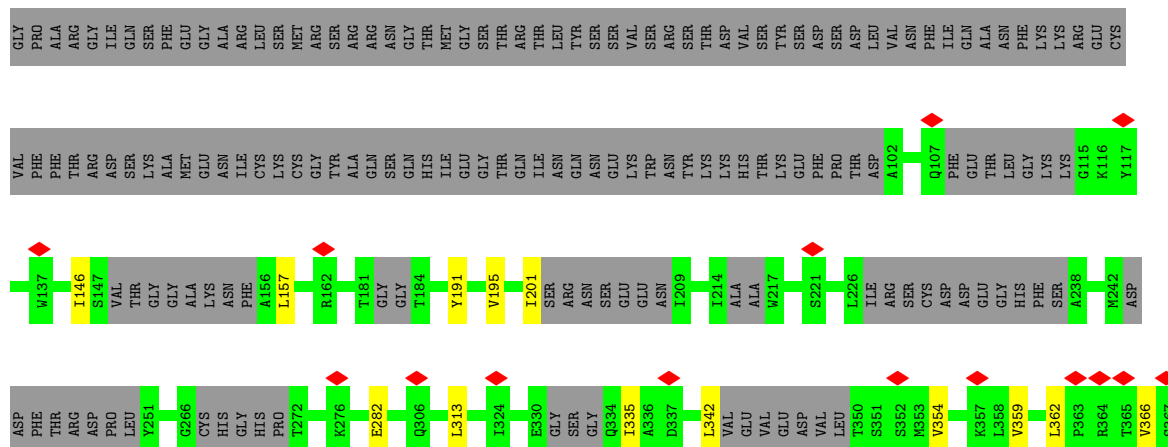 GLY PRO ALA ARG GLY ILE GLN SER PHE GLU GLY ALA ARG LEU SER MET ARG SER ARG ARG ASN GLY THR MET GLY SER THR ARG THR LEU TYR SER SER VAL SER ARG SER THR ASP VAL SER TYR SER ASP SER ASP LEU VAL ASN PHE ILE GLN ALA ASN PHE LYS LYS ARG GLU CYS
VAL PHE PHE THR ARG ASP SER LYS ALA MET GLU ASN ILE CYS LYS CYS GLY TYR ALA GLN SER GLN HIS ILE GLU GLY THR GLN ILE ASN GLN ASN GLU LYS TRP ASN TYR LYS LYS HIS THR LYS GLU PHE PRO THR ASP A102 Q107 PHE GLU THR LEU GLY LYS LYS G115 K116 Y117
W137 I146 S147 VAL THR GLY GLY ALA LYS ASN PHE A156 L157 R162 T181 GLY GLY T184 Y191 V195 I201 SER ARG ASN SER GLU GLU ASN I209 I214 ALA ALA W217 S221 L226 ILE ARG SER CYS ASP ASP GLU GLY HIS PHE SER A238 M242 ASP
ASP PHE THR ARG ASP PRO LEU Y251 G266 CYS HIS GLY HIS PRO T272 K276 E282 Q306 L313 I324 E330 GLY SER GLY Q334 I335 A336 D337 L342 VAL GLU VAL GLU ASP VAL LEU T350 S351 S352 M353 V354 K357 L358 V359 L362 P363 R364 T365 V366